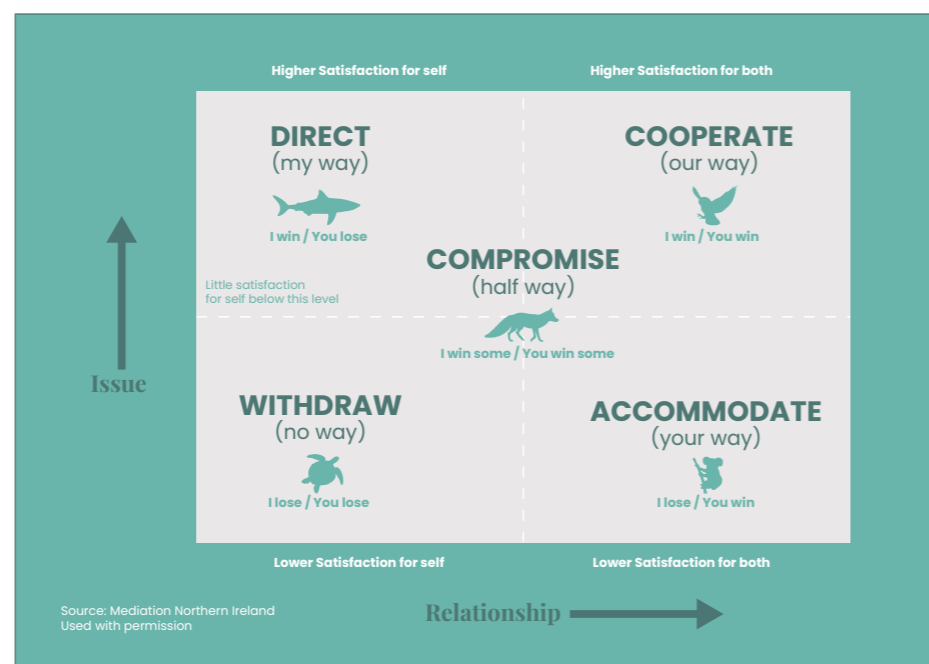 Higher Satisfaction for self
Higher Satisfaction for both
DIRECT
(my way)
I win / You lose
COOPERATE
(our way)
I win / You win
COMPROMISE
(half way)
I win some / You win some
Little satisfaction
for self below this level
Issue
WITHDRAW
(no way)
I lose / You lose
ACCOMMODATE
(your way)
I lose / You win
Lower Satisfaction for self
Lower Satisfaction for both
Relationship
Source: Mediation Northern Ireland
Used with permission